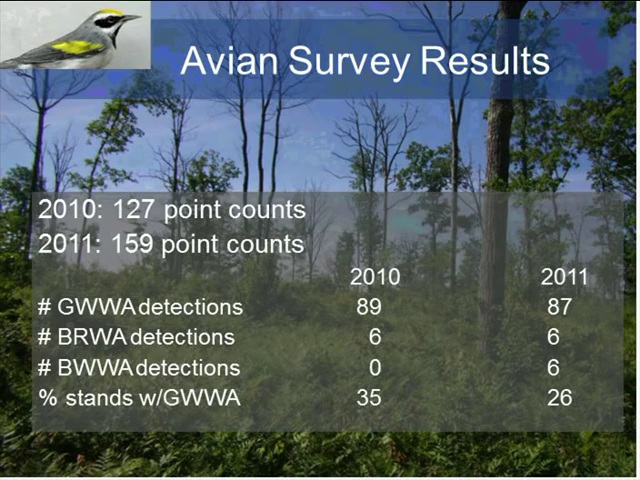 Avian Survey Results
2010: 127 point counts
2011: 159 point counts
2010 2011
# GWWA detections 89 87
# BRWA detections 6 6
# BWWA detections 0 6
% stands w/GWWA 35 26